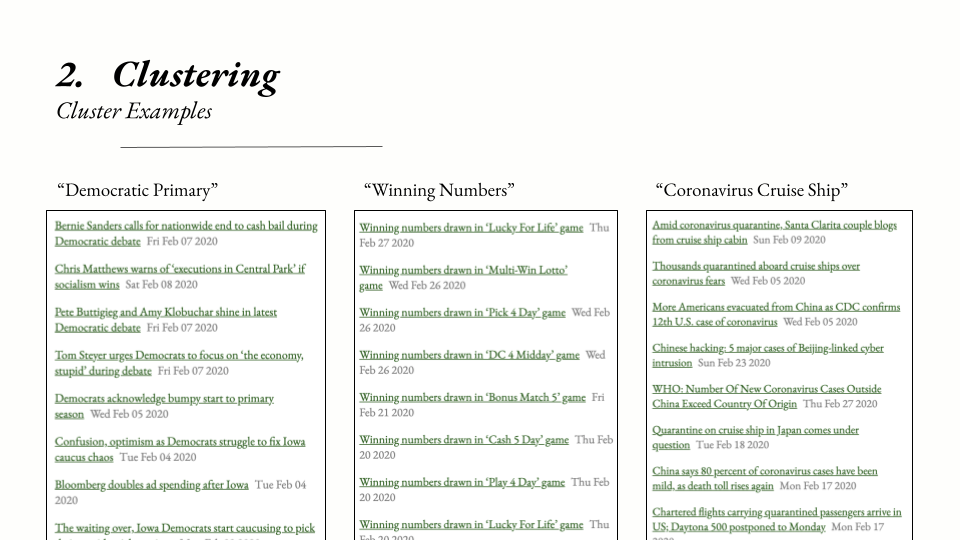 2. Clustering
Cluster Examples
“Democratic Primary”
Bernie Sanders calls for nationwide end to cash bail during
Democratic debate Fri Feb 07 2020
Chris Matthews warns of ‘executions in Central Park’ if
socialism wins Sat Feb 08 2020
Pete Buttigieg and Amy Klobuchar shine in latest
Democratic debate Fri Feb 07 2020
Tom Steyer urges Democrats to focus on ‘the economy,
stupid’ during debate Fri Feb 07 2020
Democrats acknowledge bumpy start to primary
season Wed Feb 05 2020
Confusion, optimism as Democrats struggle to fix Iowa
caucus chaos Tue Feb 04 2020
Bloomberg doubles ad spending after Iowa Tue Feb 04
2020
The waiting over, Iowa Democrats start caucusing to pick
“Winning Numbers”
Winning numbers drawn in ‘Lucky For Life’ game Thu
Feb 27 2020
Winning numbers drawn in ‘Multi-Win Lotto’
game Wed Feb 26 2020
Winning numbers drawn in ‘Pick 4 Day’ game Wed Feb
26 2020
Winning numbers drawn in ‘DC 4 Midday’ game Wed
Feb 26 2020
Winning numbers drawn in ‘Bonus Match 5’ game Fri
Feb 21 2020
Winning numbers drawn in ‘Cash 5 Day’ game Thu Feb
20 2020
Winning numbers drawn in ‘Play 4 Day’ game Thu Feb
20 2020
Winning numbers drawn in ‘Lucky For Life’ game Thu
Feb 20 2020
“Coronavirus Cruise Ship”
Amid coronavirus quarantine, Santa Clarita couple blogs
from cruise ship cabin Sun Feb 09 2020
Thousands quarantined aboard cruise ships over
coronavirus fears Wed Feb 05 2020
More Americans evacuated from China as CDC confirms
12th U.S. case of coronavirus Wed Feb 05 2020
Chinese hacking: 5 major cases of Beijing-linked cyber
intrusion Sun Feb 23 2020
WHO: Number Of New Coronavirus Cases Outside
China Exceed Country Of Origin Thu Feb 27 2020
Quarantine on cruise ship in Japan comes under
question Tue Feb 18 2020
China says 80 percent of coronavirus cases have been
mild, as death toll rises again Mon Feb 17 2020
Chartered flights carrying quarantined passengers arrive in
US; Daytona 500 postponed to Monday Mon Feb 17